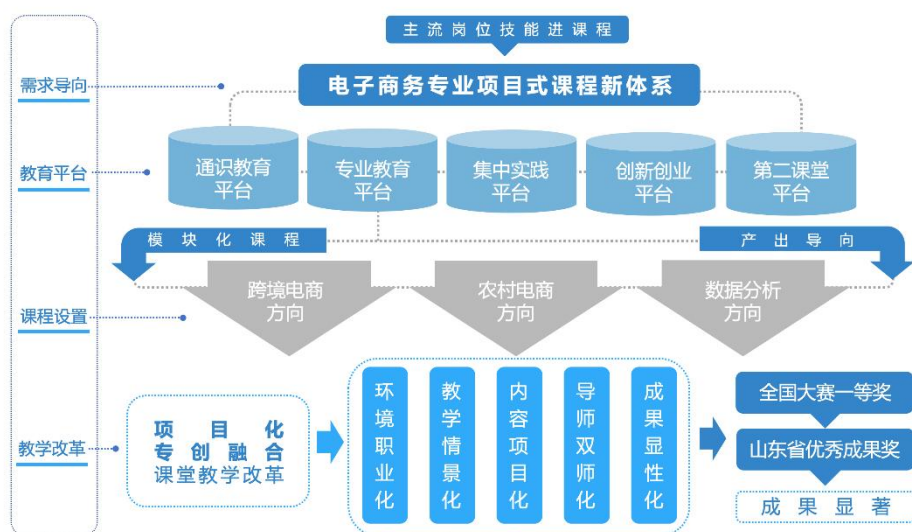 主流岗位技能进课程
需求导向
电子商务专业项目式课程新体系
教育平台
通识教育
平台
专业教育
平台
集中实践
平台
创新创业
平台
第二课堂
平台
模块化课程
产出导向
课程设置
跨境电商
方向
农村电商
方向
数据分析
方向
教学改革
项目化
专创融合
课堂教学改革
环境职业化
教学情景化
内容项目化
导师双师化
成果显性化
全国大赛一等奖
山东省优秀成果奖
成果显著